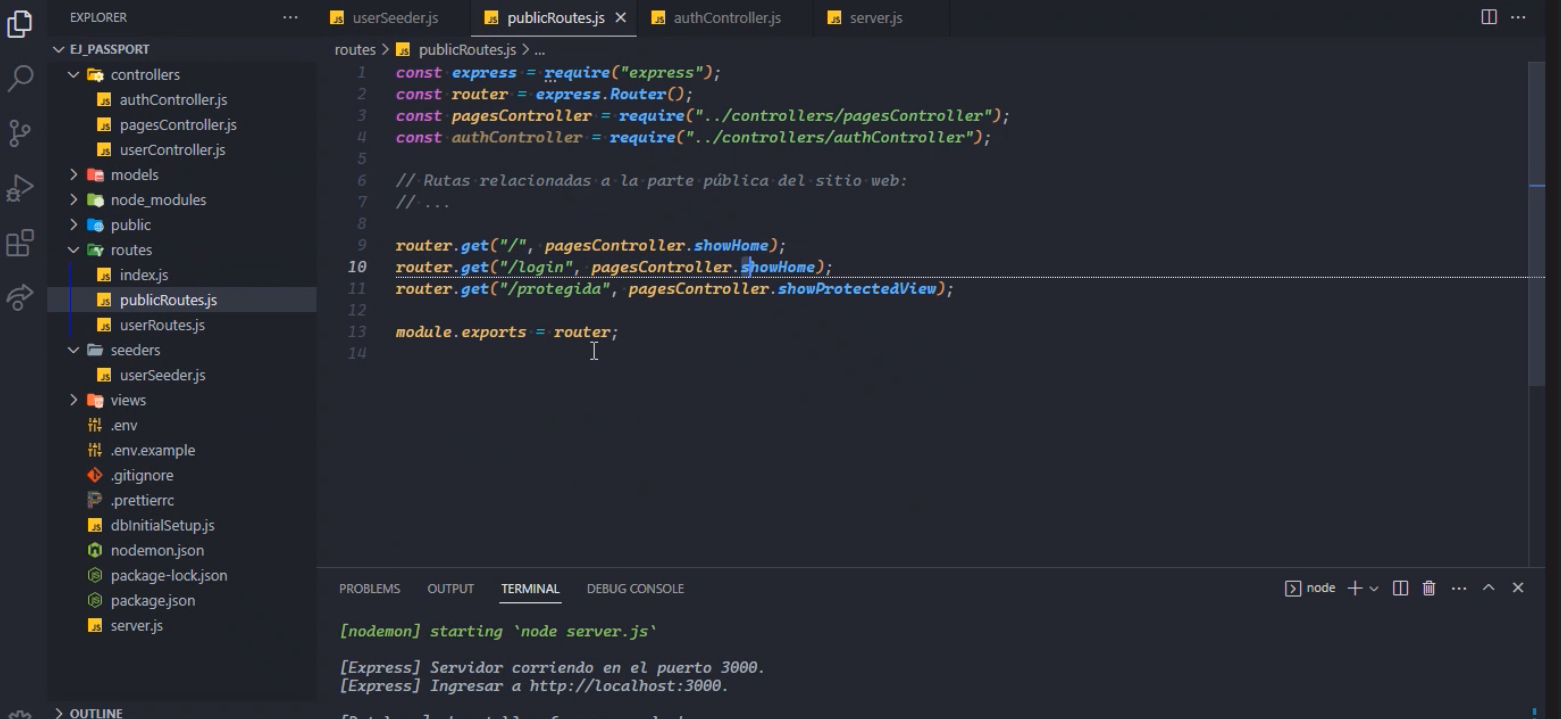 EXPLORER
EJ_PASSPORT
controllers
authController.js
pagesController.js
userController.js
models
node_modules
public
routes
index.js
publicRoutes.js
userRoutes.js
seeders
userSeeder.js
views
.env
.env.example
.gitignore
.prettierrc
dbInitialSetup.js
nodemon.json
package-lock.json
package.json
server.js
OUTLINE
userSeeder.js publicRoutes.js authController.js server.js
routes > publicRoutes.js > ...
1 const express = require("express");
2 const router = express.Router();
3 const pagesController = require("../controllers/pagesController");
4 const authController = require("../controllers/authController");
5
6 // Rutas relacionadas a la parte pública del sitio web:
7 // ...
8
9 router.get("/", pagesController.showHome);
10 router.get("/login", pagesController.showHome);
11 router.get("/protegida", pagesController.showProtectedView);
12
13 module.exports = router;
14
PROBLEMS OUTPUT TERMINAL DEBUG CONSOLE node
[nodemon] starting `node server.js`
[Express] Servidor corriendo en el puerto 3000.
[Express] Ingresar a http://localhost:3000.